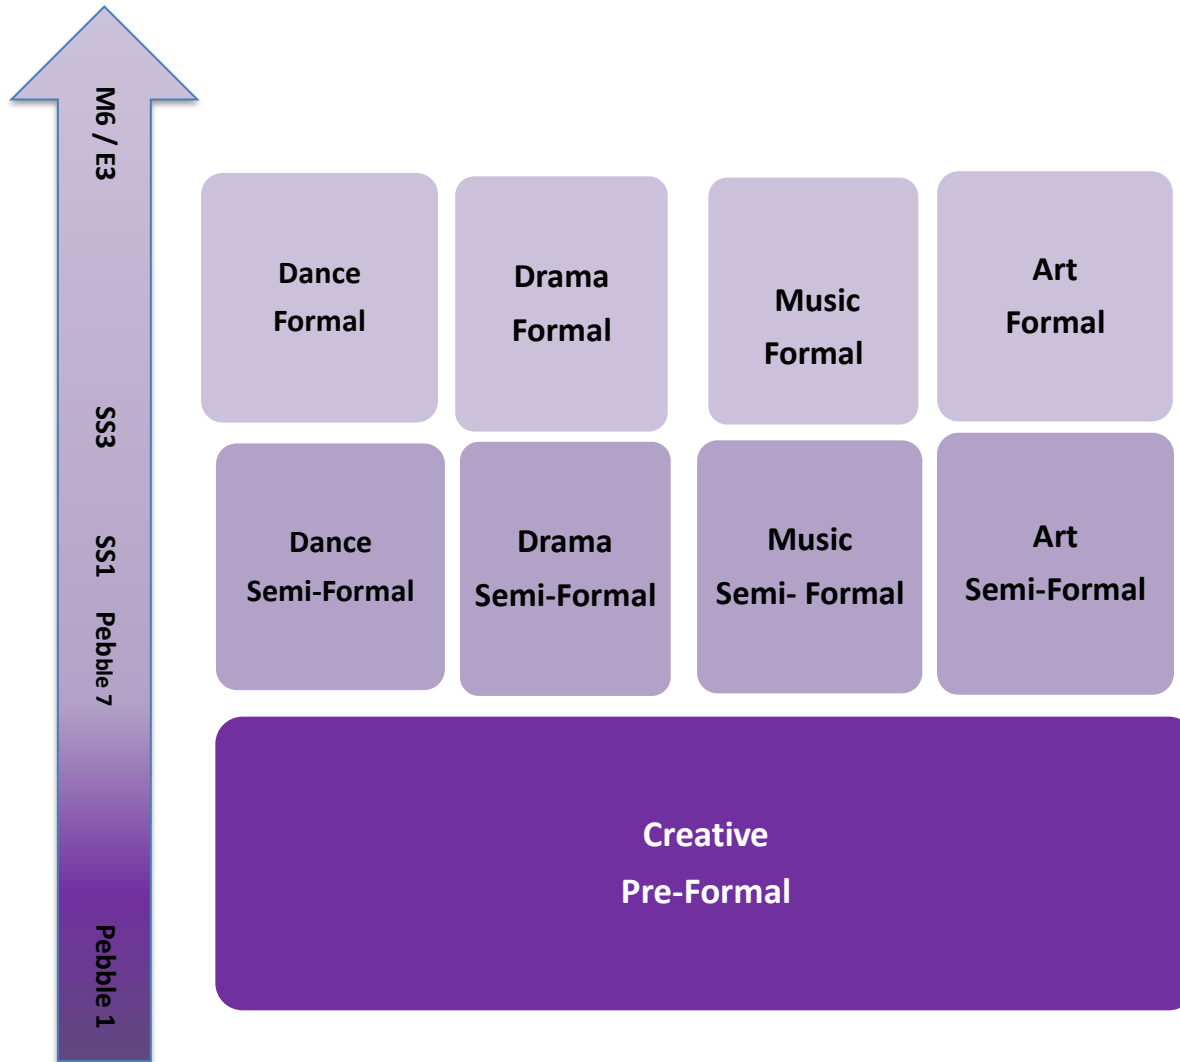 M6 / E3
SS3
SS1
Pebble 7
Pebble 1
Dance
Formal
Drama
Formal
Music
Formal
Art
Formal
Dance
Semi-Formal
Drama
Semi-Formal
Music
Semi- Formal
Art
Semi-Formal
Creative
Pre-Formal